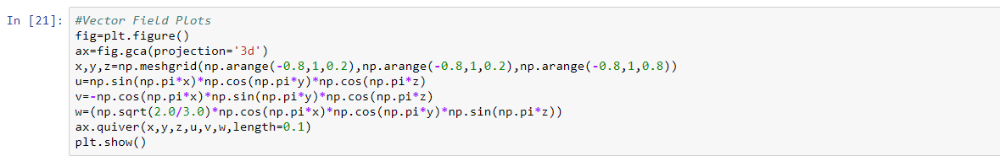 In [21]: #Vector Field Plots
fig=plt.figure()
ax=fig.gca(projection='3d')
x,y,z=np.meshgrid(np.arange(-0.8,1,0.2),np.arange(-0.8,1,0.2),np.arange(-0.8,1,0.8))
u=np.sin(np.pi*x)*np.cos(np.pi*y)*np.cos(np.pi*z)
v=-np.cos(np.pi*x)*np.sin(np.pi*y)*np.cos(np.pi*z)
w=(np.sqrt(2.0/3.0)*np.cos(np.pi*x)*np.cos(np.pi*y)*np.sin(np.pi*z))
ax.quiver(x,y,z,u,v,w,length=0.1)
plt.show()